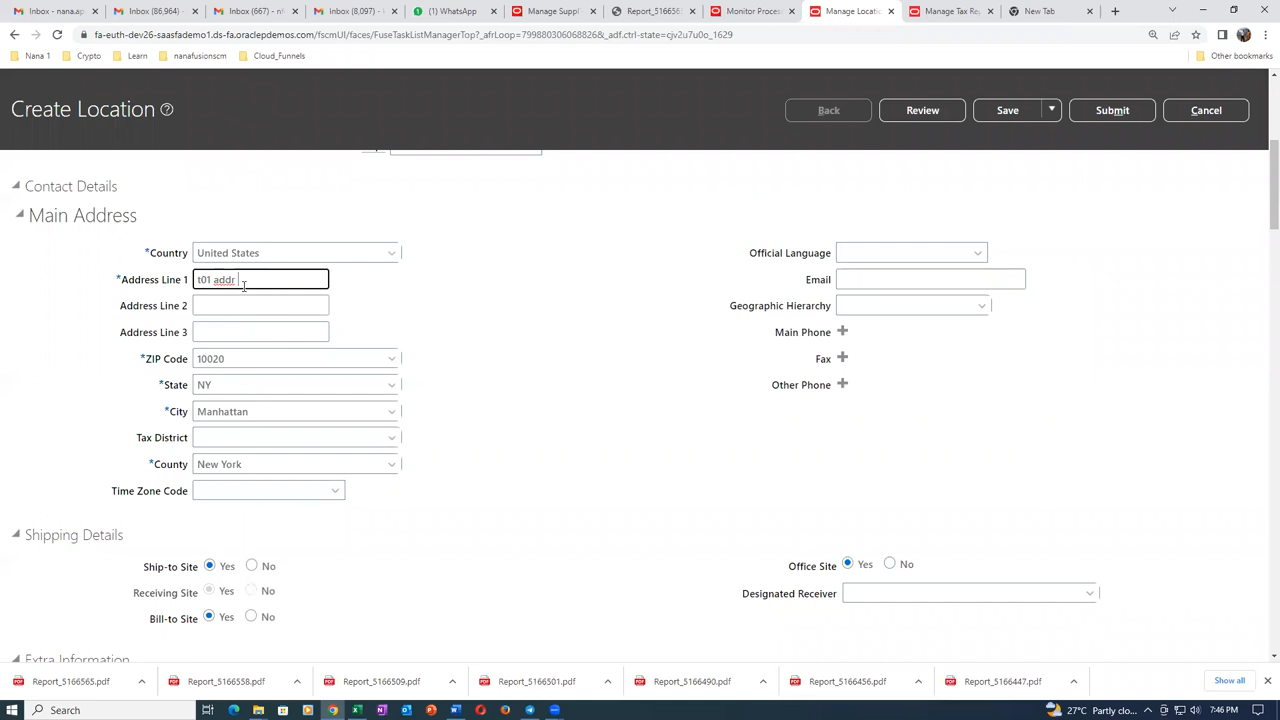 Inbox - nana.ap
Inbox (86,964) -
Inbox (667) - n
Inbox (8,097) -
(1) WhatsApp
Manage Suppl
Report_516656
Monitor Proces
Manage Locati
Manage Tax Re
New Tab
fa-euth-dev26-saasfademo1.ds-fa.oraclepdemos.com/fscmUI/faces/FuseTaskListManagerTop?_afrLoop=7998803060688826&_adf.ctrl-state=cjv2u7u0o_1629
Nana 1
Crypto
Learn
nanafusionscm
Cloud_Funnels
Other bookmarks
Create Location
Back
Review
Save
Submit
Cancel
Contact Details
Main Address
*Country United States
Official Language
*Address Line 1 t01 addr
Email
Address Line 2
Geographic Hierarchy
Address Line 3
Main Phone
*ZIP Code 10020
Fax
*State NY
Other Phone
*City Manhattan
Tax District
*County New York
Time Zone Code
Shipping Details
Ship-to Site Yes No
Office Site Yes No
Receiving Site Yes No
Designated Receiver
Bill-to Site Yes No
Extra Information
Report_5166565.pdf
Report_5166558.pdf
Report_5166509.pdf
Report_5166501.pdf
Report_5166490.pdf
Report_5166456.pdf
Report_5166447.pdf
Show all
Search
27°C Partly clo...
7:46 PM